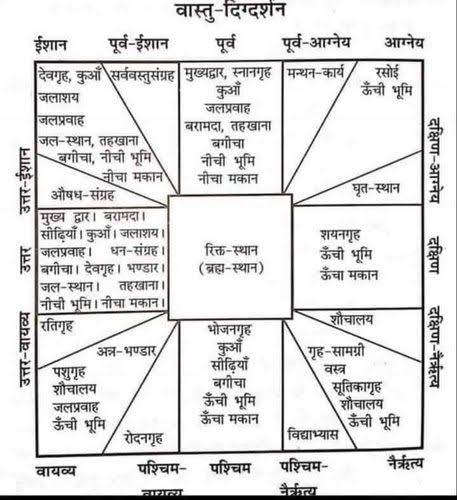 वास्तु-दिग्दर्शन
ईशान पूर्व-ईशान पूर्व पूर्व-आग्नेय आग्नेय
देवगृह, कुआँ
जलाशय
जलप्रवाह
जल-स्थान, तहखाना
बगीचा, नीची भूमि
नीचा मकान
सर्ववस्तुसंग्रह
मुख्यद्वार, स्नानगृह
कुआँ
जलप्रवाह
बरामदा, तहखाना
बगीचा
नीची भूमि
नीचा मकान
मन्थन-कार्य
रसोई
ऊँची भूमि
उत्तर-ईशान
औषध-संग्रह
घृत-स्थान
दक्षिण-आग्नेय
उत्तर
मुख्य द्वार। बरामदा।
सीढ़ियाँ। कुआँ। जलाशय।
जलप्रवाह। धन-संग्रह।
बगीचा। देवगृह। भण्डार।
जल-स्थान। तहखाना।
नीची भूमि। नीचा मकान।
रिक्त-स्थान
(ब्रह्म-स्थान)
शयनगृह
ऊँची भूमि
ऊँचा मकान
दक्षिण
उत्तर-वायव्य
रतिगृह
अन्न-भण्डार
पशुगृह
शौचालय
जलप्रवाह
ऊँची भूमि
रोदनगृह
भोजनगृह
कुआँ
सीढ़ियाँ
बगीचा
ऊँची भूमि
ऊँचा मकान
शौचालय
गृह-सामग्री
वस्त्र
सूतिकागृह
शौचालय
ऊँची भूमि
विद्याभ्यास
दक्षिण-नैर्ऋत्य
वायव्य पश्चिम- पश्चिम पश्चिम- नैर्ऋत्य
वायव्य नैर्ऋत्य